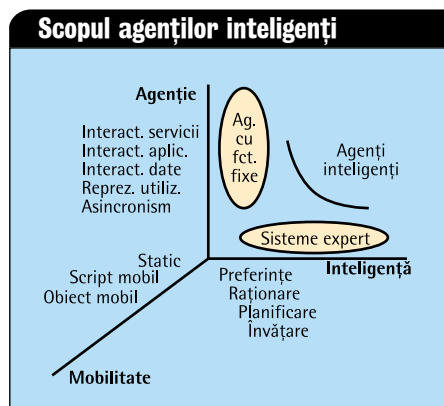 Scopul agenților inteligenți
Agenție
Interact. servicii
Interact. aplic.
Interact. date
Reprez. utiliz.
Asincronism
Ag.
cu
fct.
fixe
Agenți
inteligenți
Sisteme expert
Inteligență
Static
Script mobil
Obiect mobil
Mobilitate
Preferințe
Raționare
Planificare
Învățare